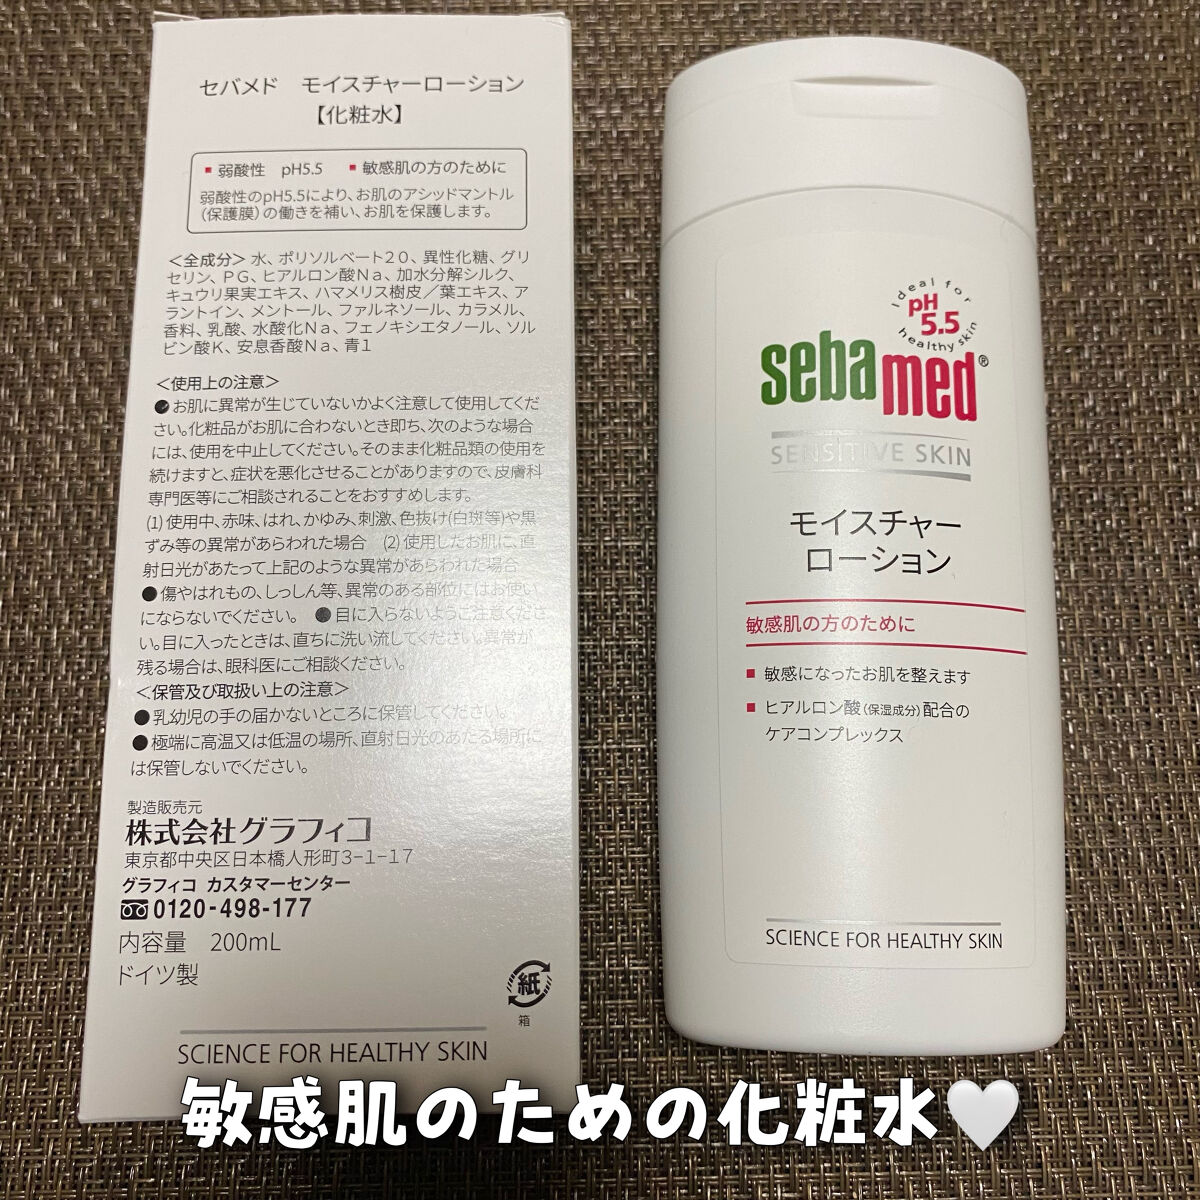 セバメド　モイスチャーローション
【化粧水】
▪ 弱酸性　pH5.5　▪ 敏感肌の方のために
弱酸性のpH5.5により、お肌のアシッドマントル
（保護膜）の働きを補い、お肌を保護します。
＜全成分＞ 水、ポリソルベート20、異性化糖、グリ
セリン、PG、ヒアルロン酸Na、加水分解シルク、
キュウリ果実エキス、ハマメリス樹皮／葉エキス、ア
ラントイン、メントール、ファルネソール、カラメル、
香料、乳酸、水酸化Na、フェノキシエタノール、ソル
ビン酸K、安息香酸Na、青1
＜使用上の注意＞
●お肌に異常が生じていないかよく注意して使用してくだ
さい。化粧品がお肌に合わないとき即ち、次のような場合
には、使用を中止してください。そのまま化粧品類の使用を
続けますと、症状を悪化させることがありますので、皮膚科
専門医等にご相談されることをおすすめします。
(1) 使用中、赤味、はれ、かゆみ、刺激、色抜け(白斑等)や黒
ずみ等の異常があらわれた場合　(2) 使用したお肌に、直
射日光があたって上記のような異常があらわれた場合
●傷やはれもの、しっしん等、異常のある部位にはお使い
にならないでください。　●目に入らないようご注意くださ
い。目に入ったときは、直ちに洗い流してください。異常が
残る場合は、眼科医にご相談ください。
＜保管及び取扱い上の注意＞
●乳幼児の手の届かないところに保管してください。
●極端に高温又は低温の場所、直射日光のあたる場所に
は保管しないでください。
製造販売元
株式会社グラフィコ
東京都中央区日本橋人形町3-1-17
グラフィコ カスタマーセンター
0120-498-177
内容量　200mL
ドイツ製
紙
箱
SCIENCE FOR HEALTHY SKIN
ideal for
pH
5.5
healthy skin
sebamed®
SENSITIVE SKIN
モイスチャー
ローション
敏感肌の方のために
▪ 敏感になったお肌を整えます
▪ ヒアルロン酸（保湿成分）配合の
ケアコンプレックス
SCIENCE FOR HEALTHY SKIN
敏感肌のための化粧水🤍